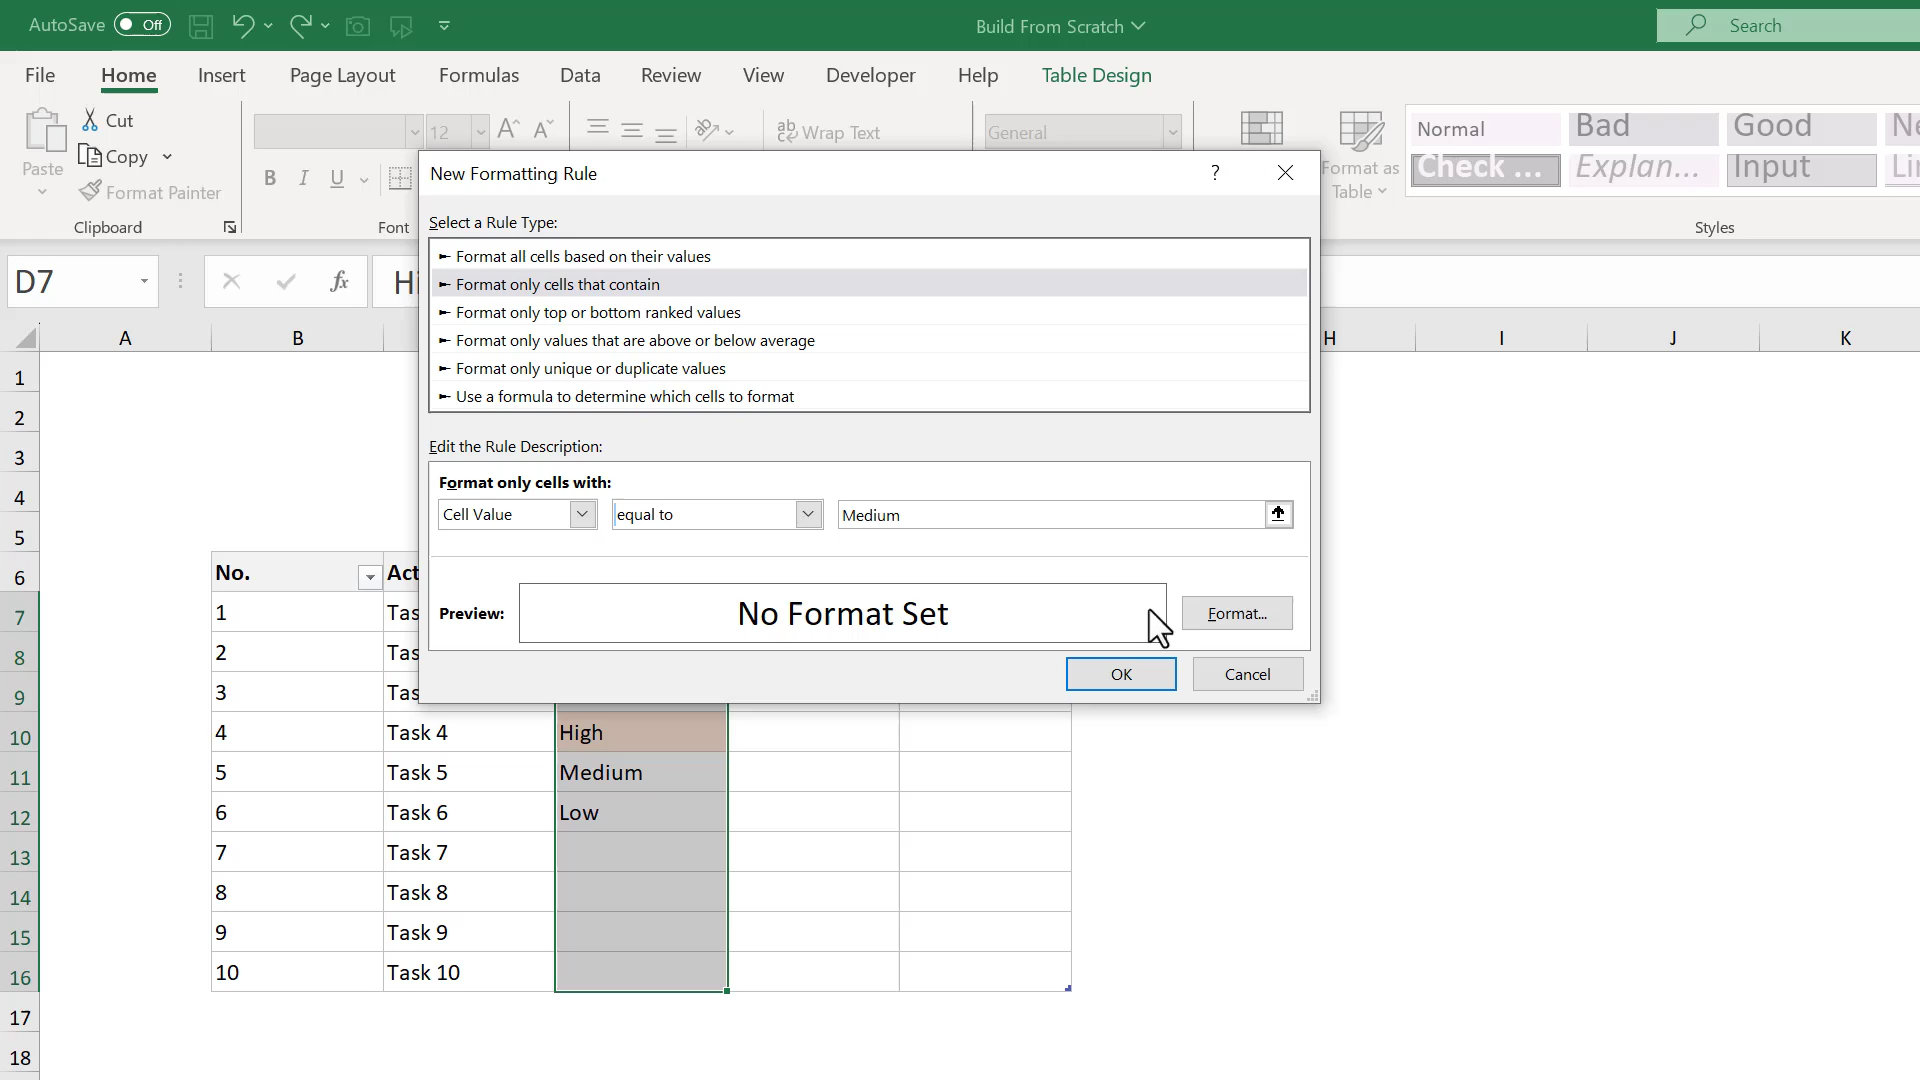 AutoSave Off
Build From Scratch
Search
File Home Insert Page Layout Formulas Data Review View Developer Help Table Design
Paste
Cut
Copy
Format Painter
Clipboard
12
B I U
Font
ab Wrap Text
General
Format as
Table
Normal Bad Good
Check ... Explan... Input
Styles
D7
fx
New Formatting Rule
?
Select a Rule Type:
► Format all cells based on their values
► Format only cells that contain
► Format only top or bottom ranked values
► Format only values that are above or below average
► Format only unique or duplicate values
► Use a formula to determine which cells to format
Edit the Rule Description:
Format only cells with:
Cell Value equal to Medium
Preview: No Format Set Format...
OK Cancel
A B H I J K
1
2
3
4
5
6 No. Act
7 1 Tas
8 2 Tas
9 3 Tas
10 4 Task 4 High
11 5 Task 5 Medium
12 6 Task 6 Low
13 7 Task 7
14 8 Task 8
15 9 Task 9
16 10 Task 10
17
18